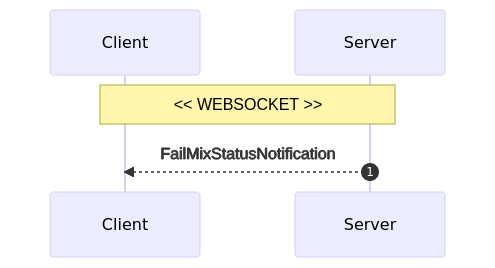 Client Server
<< WEBSOCKET >>
FailMixStatusNotification
1
Client Server